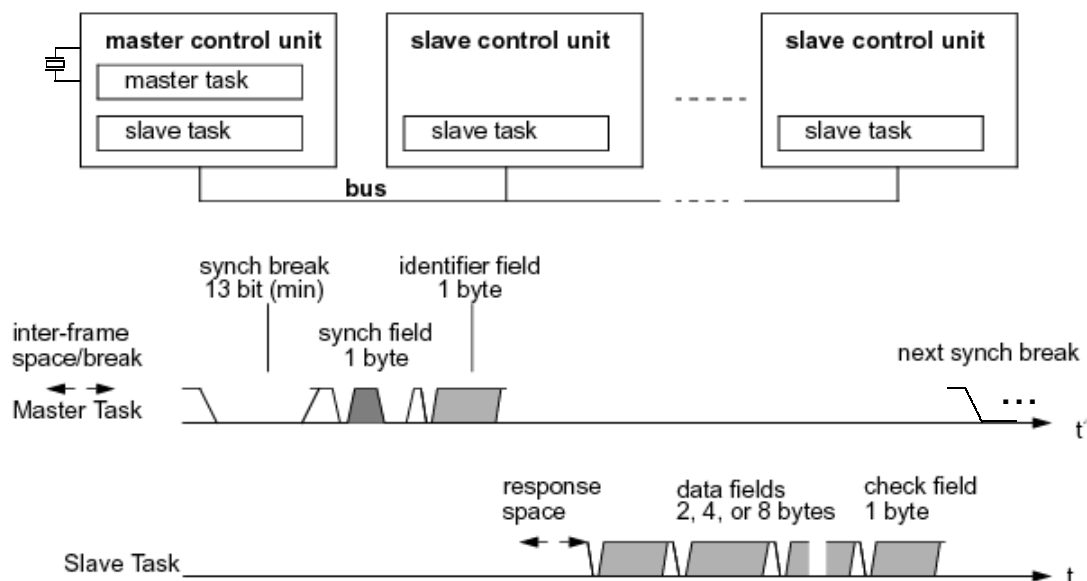 master control unit
master task
slave task
slave control unit
slave task
slave control unit
slave task
bus
synch break
13 bit (min)
identifier field
1 byte
inter-frame
space/break
synch field
1 byte
next synch break
Master Task
...
t
response
space
data fields
2, 4, or 8 bytes
check field
1 byte
Slave Task
t